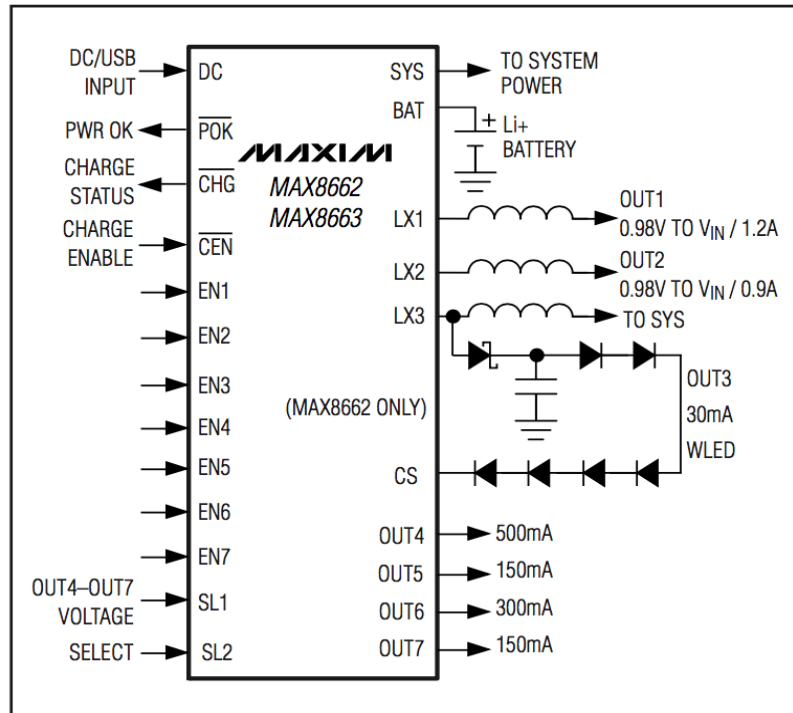 DC/USB
INPUT
PWR OK
CHARGE
STATUS
CHARGE
ENABLE
OUT4–OUT7
VOLTAGE
SELECT
DC
POK
CHG
CEN
EN1
EN2
EN3
EN4
EN5
EN6
EN7
SL1
SL2
MAXIM
MAX8662
MAX8663
(MAX8662 ONLY)
SYS
BAT
LX1
LX2
LX3
CS
OUT4
OUT5
OUT6
OUT7
TO SYSTEM
POWER
+
Li+
BATTERY
OUT1
0.98V TO VIN / 1.2A
OUT2
0.98V TO VIN / 0.9A
TO SYS
OUT3
30mA
WLED
500mA
150mA
300mA
150mA